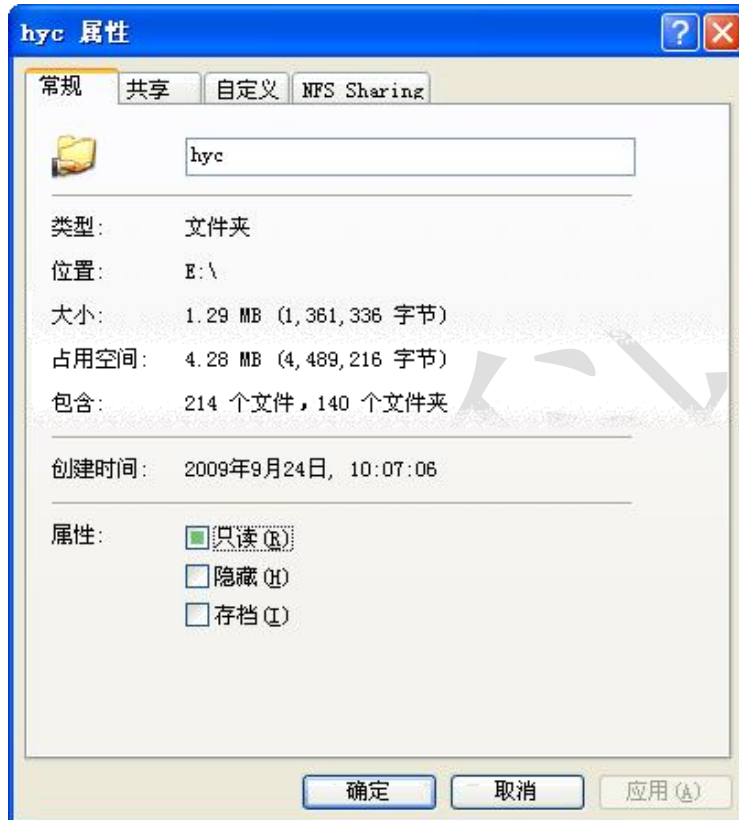 hyc 属性
常规 共享 自定义 NFS Sharing
hyc
类型: 文件夹
位置: E:\
大小: 1.29 MB (1,361,336 字节)
占用空间: 4.28 MB (4,489,216 字节)
包含: 214 个文件，140 个文件夹
创建时间: 2009年9月24日, 10:07:06
属性: 只读(R)
隐藏(H)
存档(I)
确定 取消 应用(A)